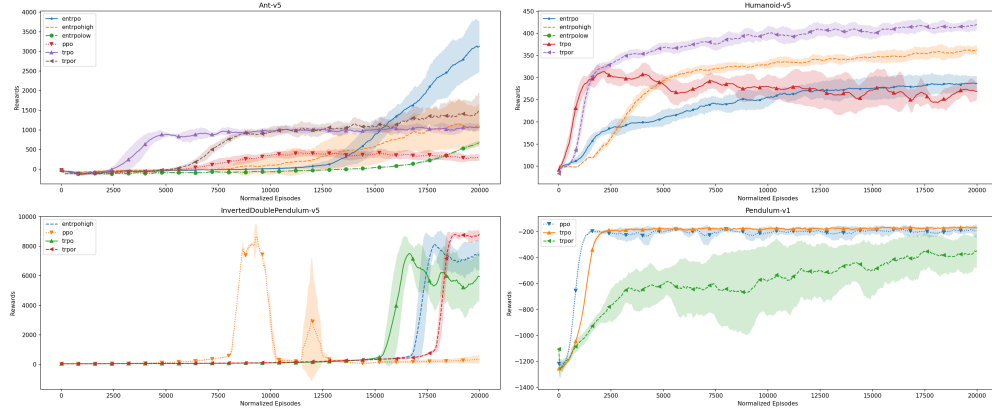 Ant-v5
4000
3500
3000
2500
2000
1500
1000
500
0
Rewards
entrpo
entrpohigh
entrpolow
ppo
trpo
trpor
0 2500 5000 7500 10000 12500 15000 17500 20000
Normalized Episodes
Humanoid-v5
450
400
350
300
250
200
150
100
50
Rewards
entrpo
entrpohigh
entrpolow
trpo
trpor
0 2500 5000 7500 10000 12500 15000 17500 20000
Normalized Episodes
InvertedDoublePendulum-v5
10000
8000
6000
4000
2000
0
Rewards
entrpohigh
ppo
trpo
trpor
0 2500 5000 7500 10000 12500 15000 17500 20000
Normalized Episodes
Pendulum-v1
−200
−400
−600
−800
−1000
−1200
−1400
Rewards
ppo
trpo
trpor
0 2500 5000 7500 10000 12500 15000 17500 20000
Normalized Episodes